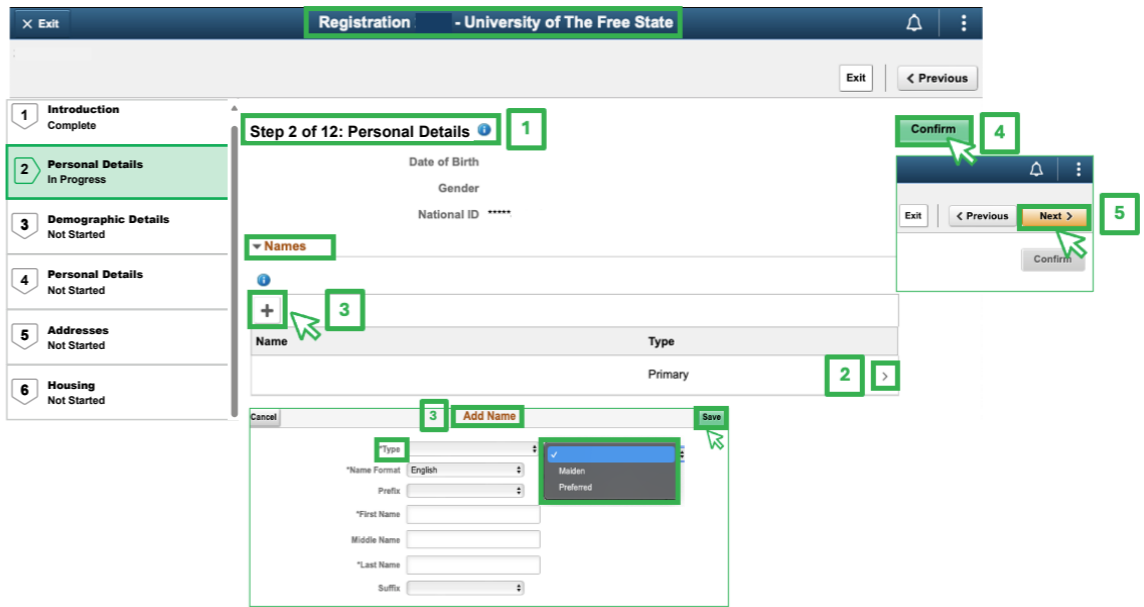 × Exit
Registration - University of The Free State
Exit
Previous
1
Introduction
Complete
2
Personal Details
In Progress
3
Demographic Details
Not Started
4
Personal Details
Not Started
5
Addresses
Not Started
6
Housing
Not Started
Step 2 of 12: Personal Details
1
Date of Birth
Gender
National ID *****
Names
+
3
Name Type
Primary
2
Confirm
4
Exit
Previous
Next
5
Confirm
Cancel
3
Add Name
Save
*Type
Maiden
Preferred
*Name Format English
Prefix
*First Name
Middle Name
*Last Name
Suffix